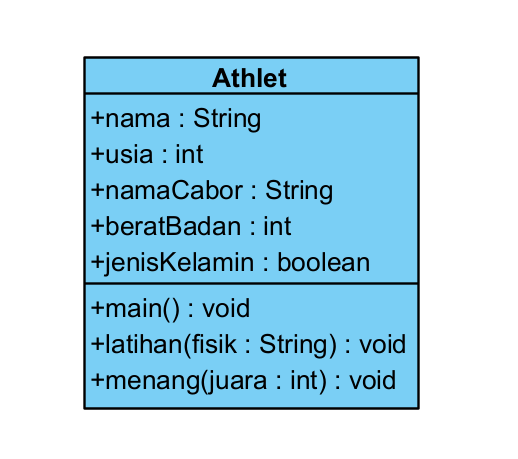 Athlet
+nama : String
+usia : int
+namaCabor : String
+beratBadan : int
+jenisKelamin : boolean
+main() : void
+latihan(fisik : String) : void
+menang(juara : int) : void